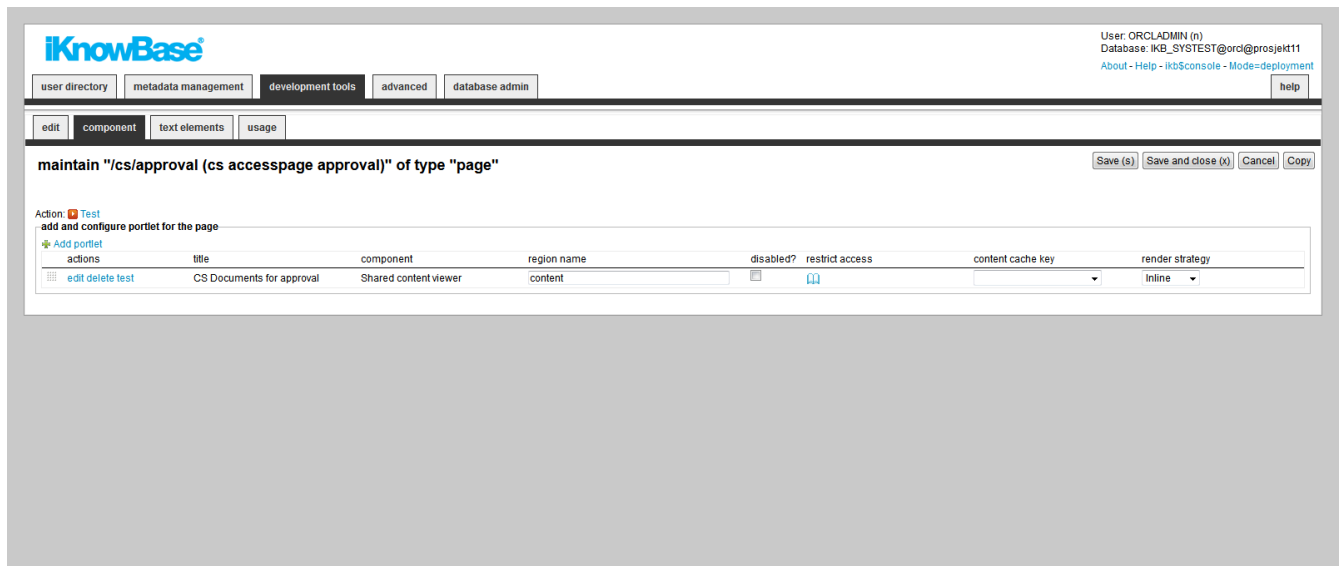 iKnowBase®
User: ORCLADMIN (n)
Database: IKB_SYSTEST@orcl@prosjekt11
About - Help - ikb$console - Mode=deployment
user directory metadata management development tools advanced database admin help
edit component text elements usage
maintain "/cs/approval (cs accesspage approval)" of type "page" Save (s) Save and close (x) Cancel Copy
Action: Test
add and configure portlet for the page
Add portlet
actions title component region name disabled? restrict access content cache key render strategy
edit delete test CS Documents for approval Shared content viewer content Inline